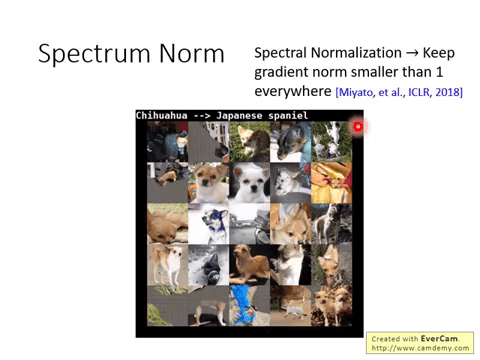 Spectrum Norm
Spectral Normalization → Keep
gradient norm smaller than 1
everywhere [Miyato, et al., ICLR, 2018]
Chihuahua --> Japanese spaniel
Created with EverCam.
http://www.camdemy.com